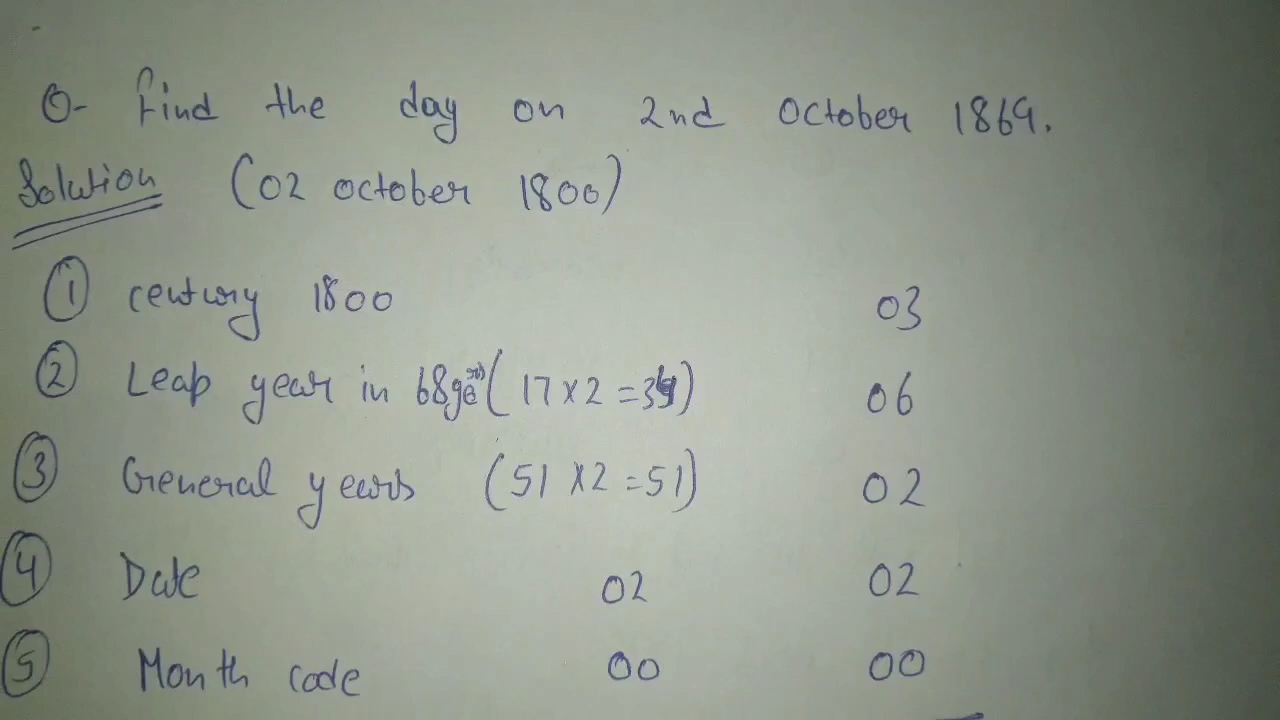 Q- Find the day on 2nd October 1869.
Solution (02 october 1800)
① century 1800 03
② Leap year in 68 (17 x 2 = 34) 06
③ General years (51 x 2 = 51) 02
④ Date 02 02
⑤ Month code 00 00